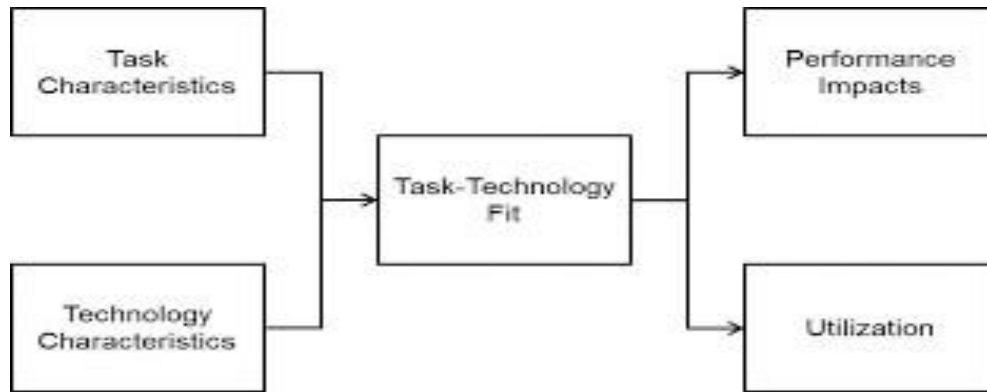 Task
Characteristics
Performance
Impacts
Task-Technology
Fit
Technology
Characteristics
Utilization